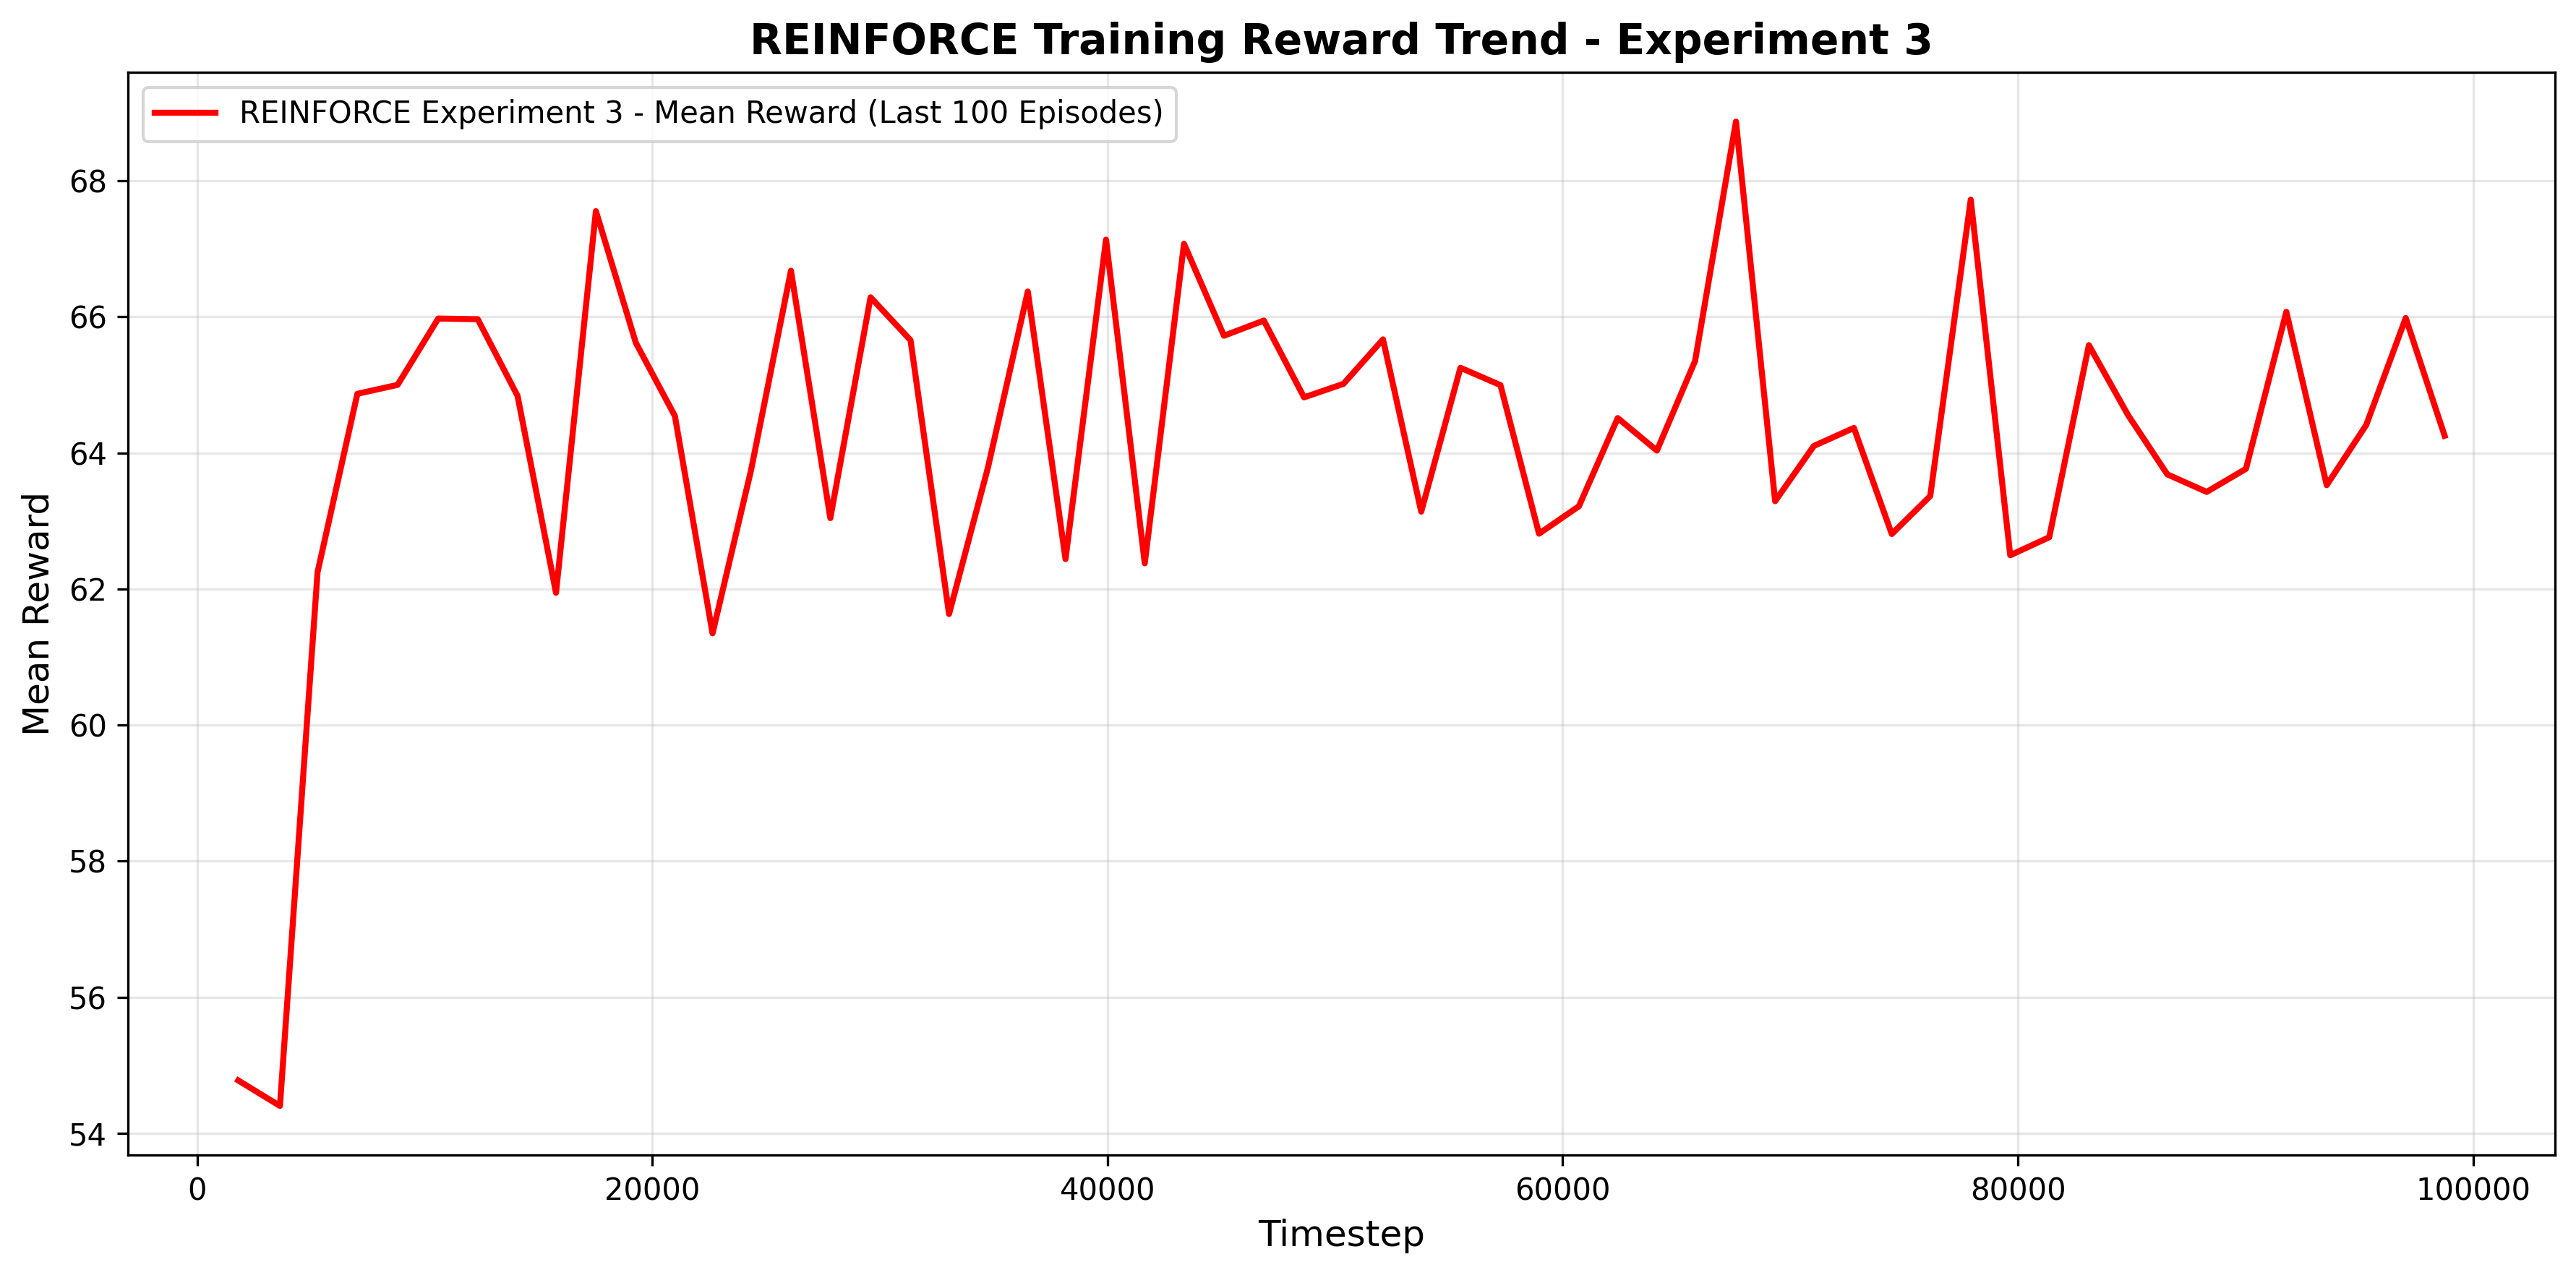 REINFORCE Training Reward Trend - Experiment 3
REINFORCE Experiment 3 - Mean Reward (Last 100 Episodes)
Mean Reward
68
66
64
62
60
58
56
54
0 20000 40000 60000 80000 100000
Timestep